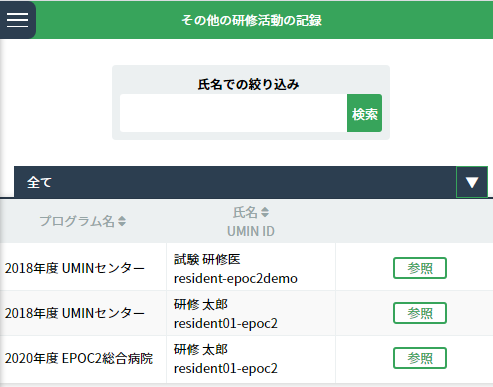 その他の研修活動の記録
氏名での絞り込み
検索
全て ▼
プログラム名 氏名
UMIN ID
2018年度 UMINセンター 試験 研修医 参照
resident-epoc2demo
2018年度 UMINセンター 研修 太郎 参照
resident01-epoc2
2020年度 EPOC2総合病院 研修 太郎 参照
resident01-epoc2